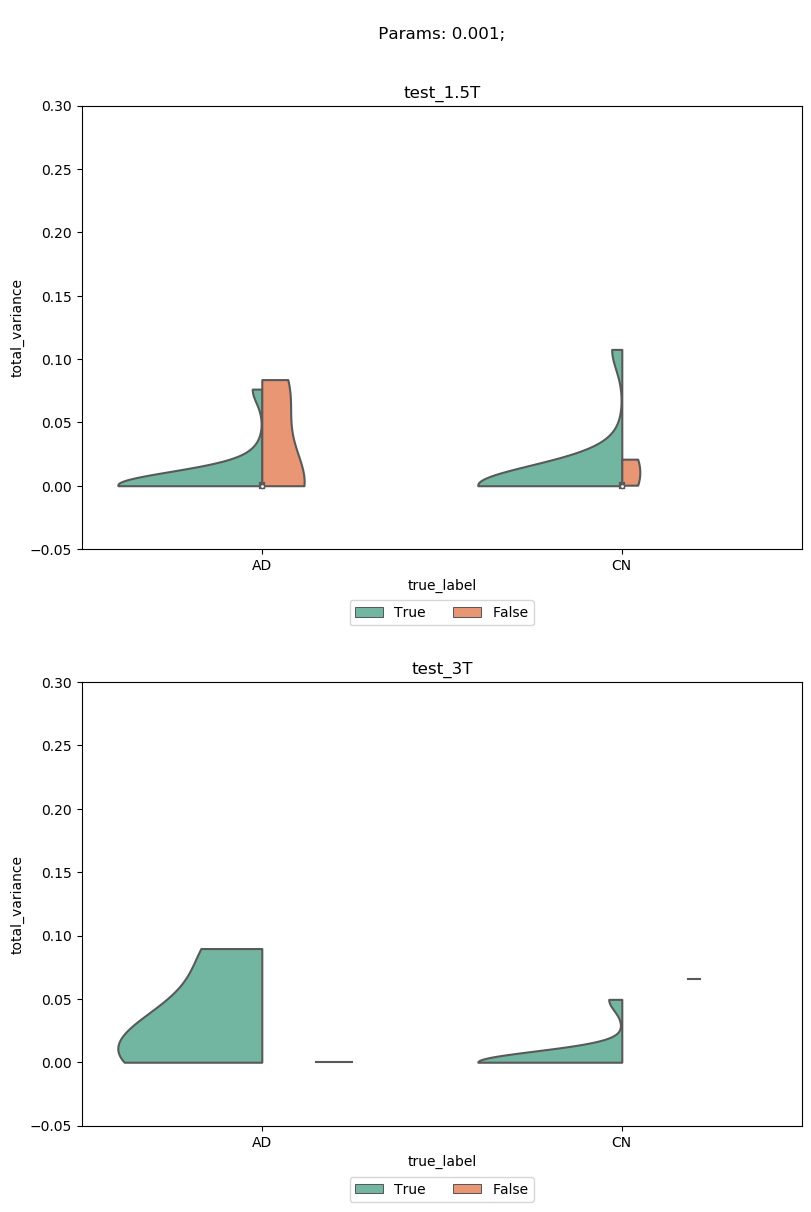 Params: 0.001;
test_1.5T
0.30
0.25
0.20
0.15
0.10
0.05
0.00
−0.05
total_variance
AD CN
true_label
True False
test_3T
0.30
0.25
0.20
0.15
0.10
0.05
0.00
−0.05
total_variance
AD CN
true_label
True False